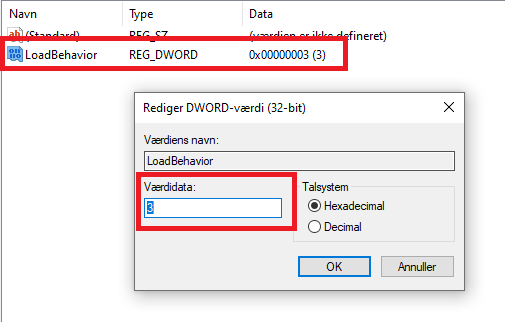 Navn Type Data
(Standard) REG_SZ (værdien er ikke defineret)
LoadBehavior REG_DWORD 0x00000003 (3)
Rediger DWORD-værdi (32-bit)
Værdiens navn:
LoadBehavior
Værdidata:
3
Talsystem
Hexadecimal
Decimal
OK
Annuller